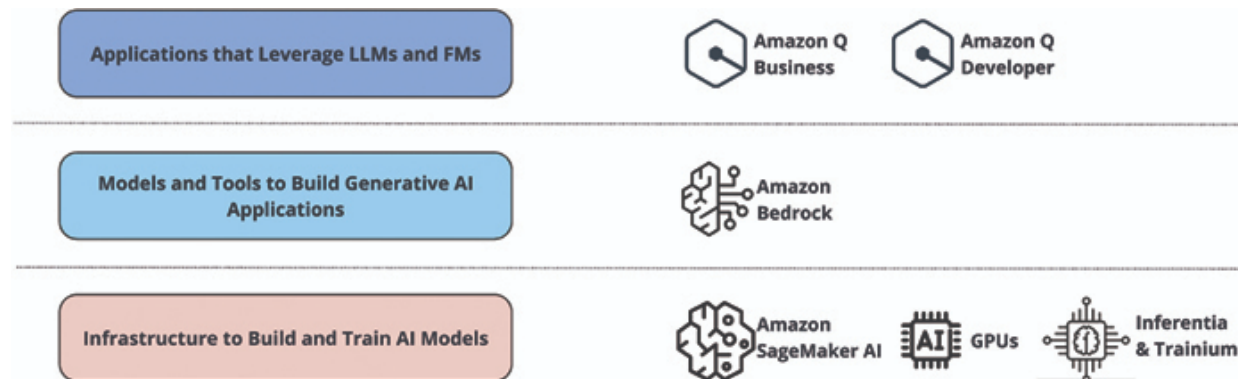 Applications that Leverage LLMs and FMs
Amazon Q
Business
Amazon Q
Developer
Models and Tools to Build Generative AI
Applications
Amazon
Bedrock
Infrastructure to Build and Train AI Models
Amazon
SageMaker AI
AI
GPUs
Inferentia
& Trainium